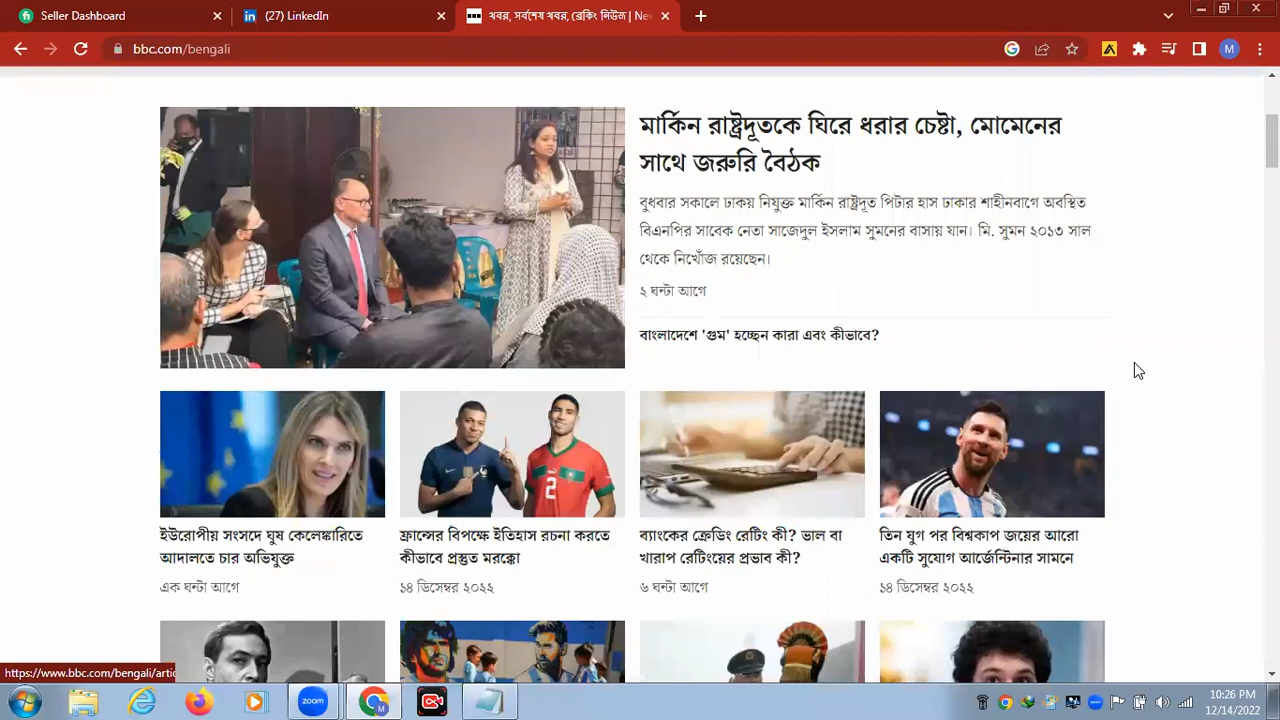 Seller Dashboard
(27) LinkedIn
খবর, সর্বশেষ খবর, ব্রেকিং নিউজ | Ne
bbc.com/bengali
M
মার্কিন রাষ্ট্রদূতকে ঘিরে ধরার চেষ্টা, মোমেনের
সাথে জরুরি বৈঠক
বুধবার সকালে ঢাকয় নিযুক্ত মার্কিন রাষ্ট্রদূত পিটার হাস ঢাকার শাহীনবাগে অবস্থিত
বিএনপির সাবেক নেতা সাজেদুল ইসলাম সুমনের বাসায় যান। মি. সুমন ২০১৩ সাল
থেকে নিখোঁজ রয়েছেন।
২ ঘন্টা আগে
বাংলাদেশে 'গুম' হচ্ছেন কারা এবং কীভাবে?
2
ইউরোপীয় সংসদে ঘুষ কেলেঙ্কারিতে
আদালতে চার অভিযুক্ত
এক ঘন্টা আগে
ফ্রান্সের বিপক্ষে ইতিহাস রচনা করতে
কীভাবে প্রস্তুত মরক্কো
১৪ ডিসেম্বর ২০২২
ব্যাংকের ক্রেডিং রেটিং কী? ভাল বা
খারাপ রেটিংয়ের প্রভাব কী?
৬ ঘন্টা আগে
তিন যুগ পর বিশ্বকাপ জয়ের আরো
একটি সুযোগ আর্জেন্টিনার সামনে
১৪ ডিসেম্বর ২০২২
https://www.bbc.com/bengali/artic
zoom
10:26 PM
12/14/2022